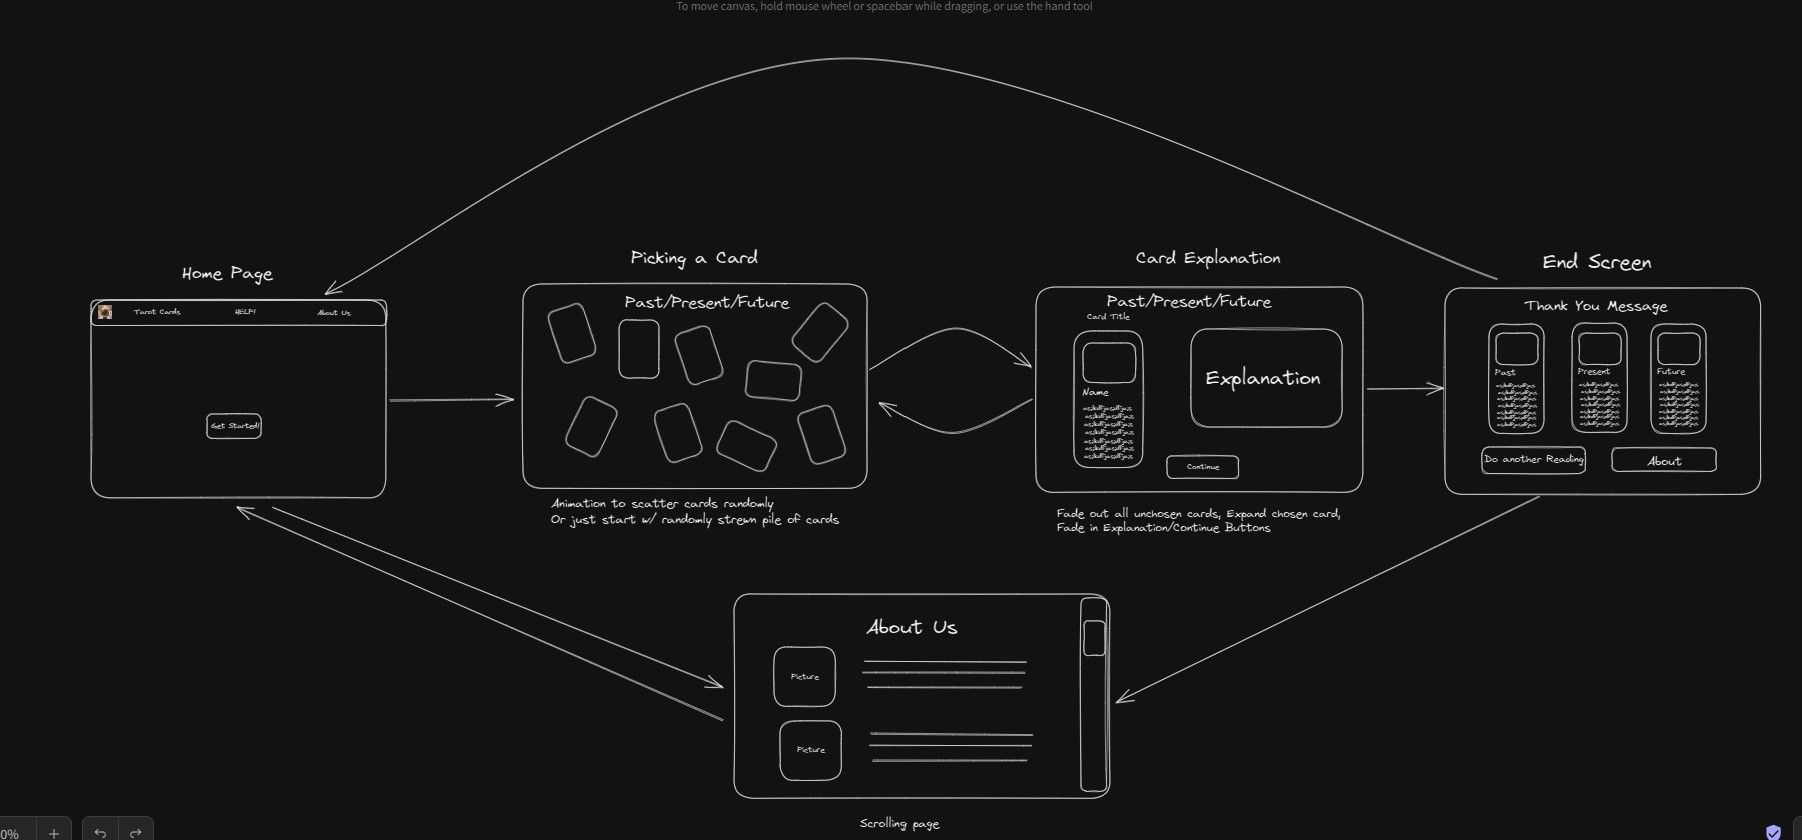 To move canvas, hold mouse wheel or spacebar while dragging, or use the hand tool
Home Page
Tarot Cards
HELP!
About Us
Get Started!
Picking a Card
Past/Present/Future
Animation to scatter cards randomly
Or just start w/ randomly strewn pile of cards
Card Explanation
Past/Present/Future
Card Title
Name
Explanation
Continue
Fade out all unchosen cards, Expand chosen card,
Fade in Explanation/Continue Buttons
End Screen
Thank You Message
Past
Present
Future
Do another Reading
About
About Us
Picture
Picture
Scrolling page
0%